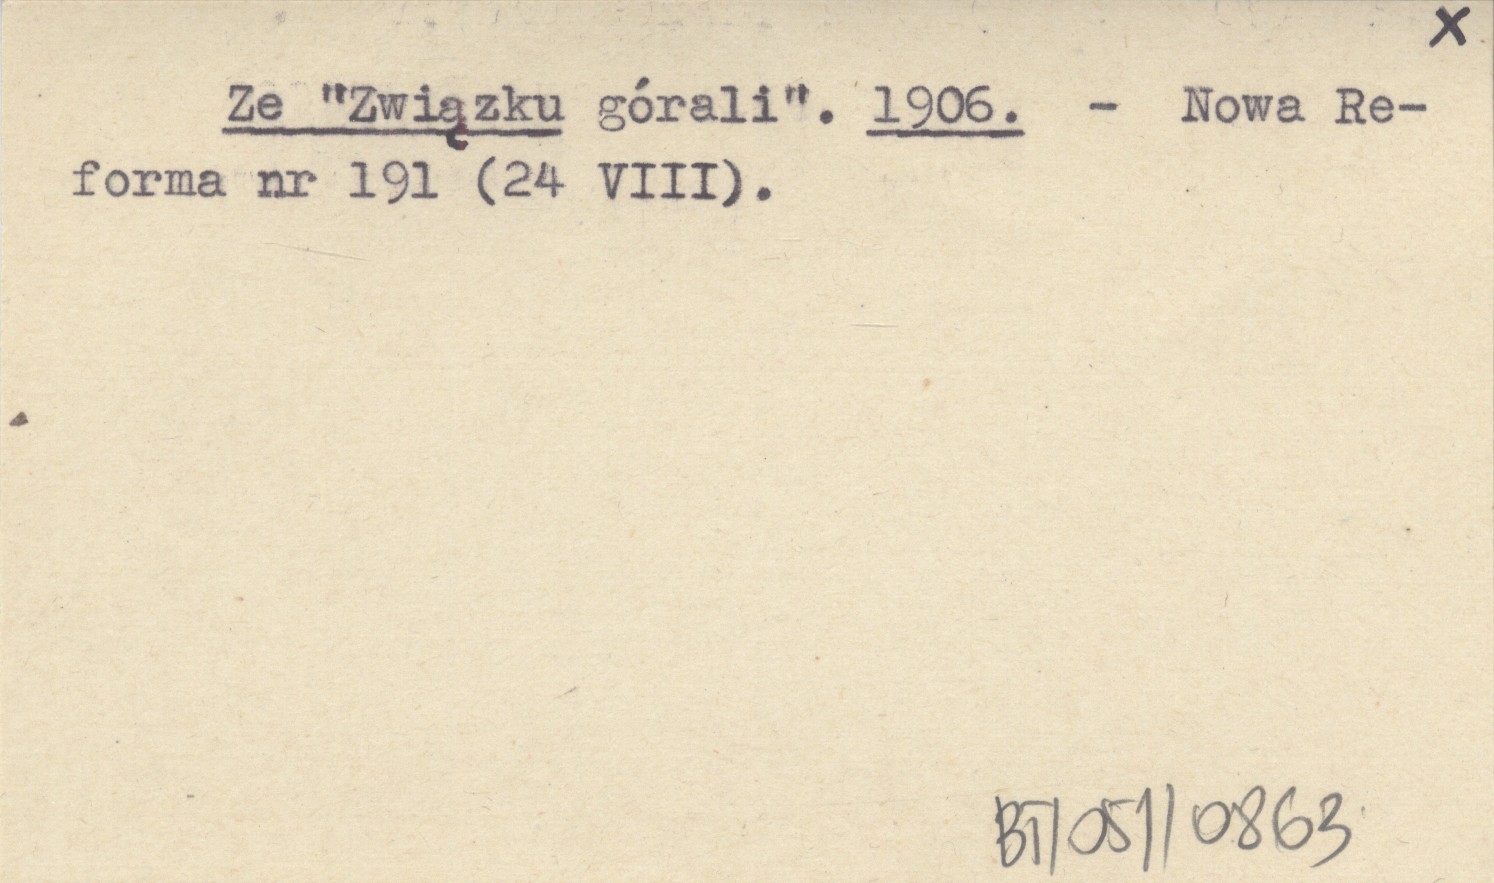 x
Ze "Związku górali". 1906. - Nowa Re-
forma nr 191 (24 VIII).
BT/051/0863